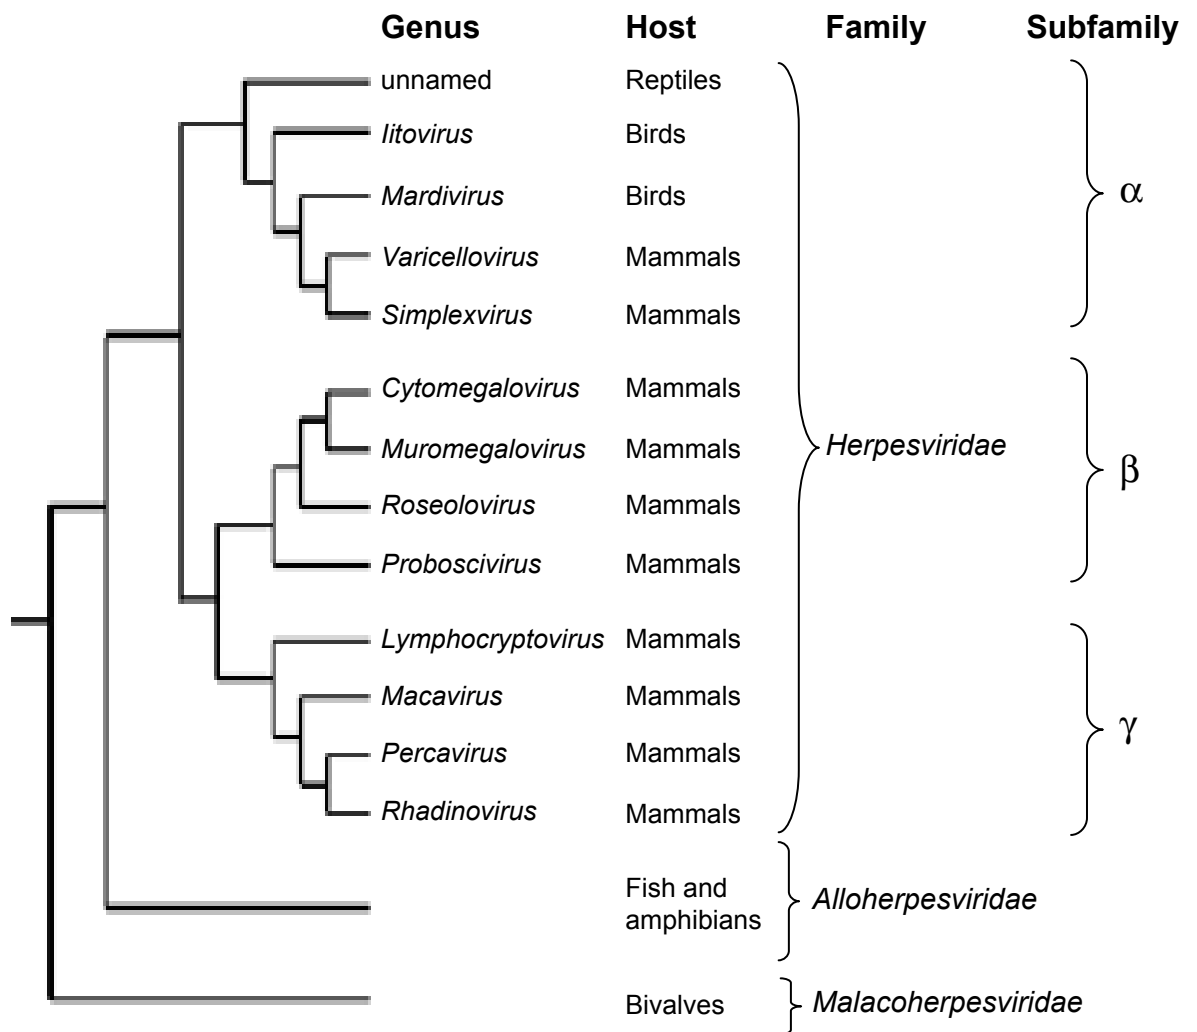 Genus Host Family Subfamily
unnamed Reptiles
Iitovirus Birds
Mardivirus Birds
α
Varicellovirus Mammals
Simplexvirus Mammals
Cytomegalovirus Mammals
Muromegalovirus Mammals Herpesviridae
β
Roseolovirus Mammals
Proboscivirus Mammals
Lymphocryptovirus Mammals
Macavirus Mammals
γ
Percavirus Mammals
Rhadinovirus Mammals
Fish and
amphibians Alloherpesviridae
Bivalves Malacoherpesviridae